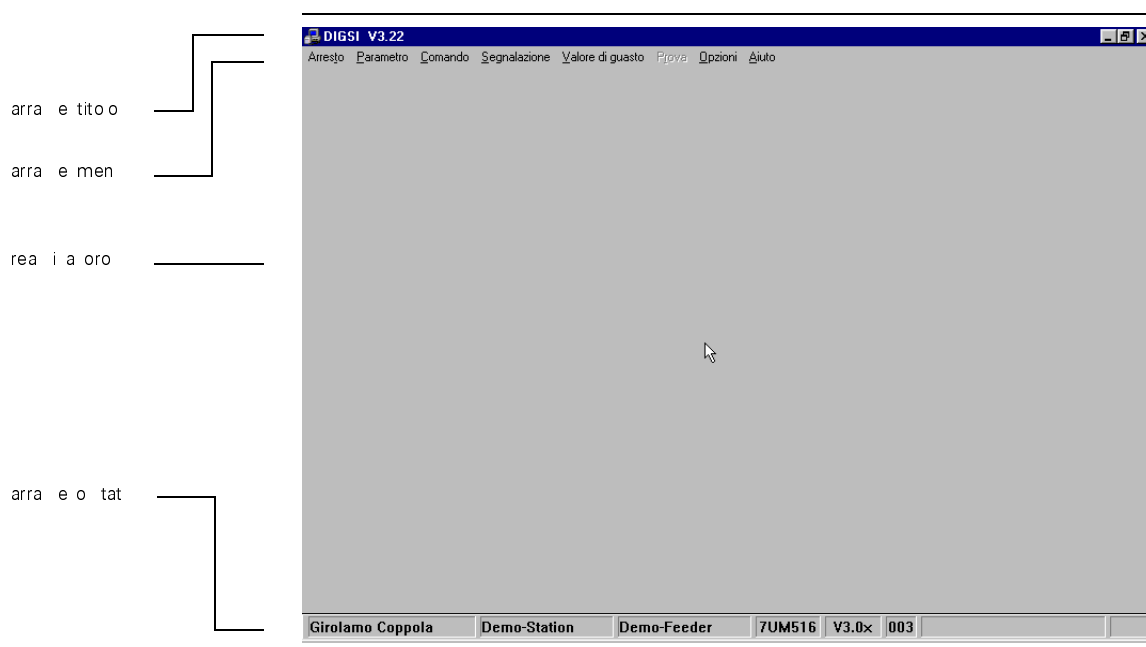 DIGSI V3.22
Arresto Parametro Comando Segnalazione Valore di guasto Prova Opzioni Aiuto
arra e tito o
arra e men
rea i a oro
arra e o tat
Girolamo Coppola Demo-Station Demo-Feeder 7UM516 V3.0x 003